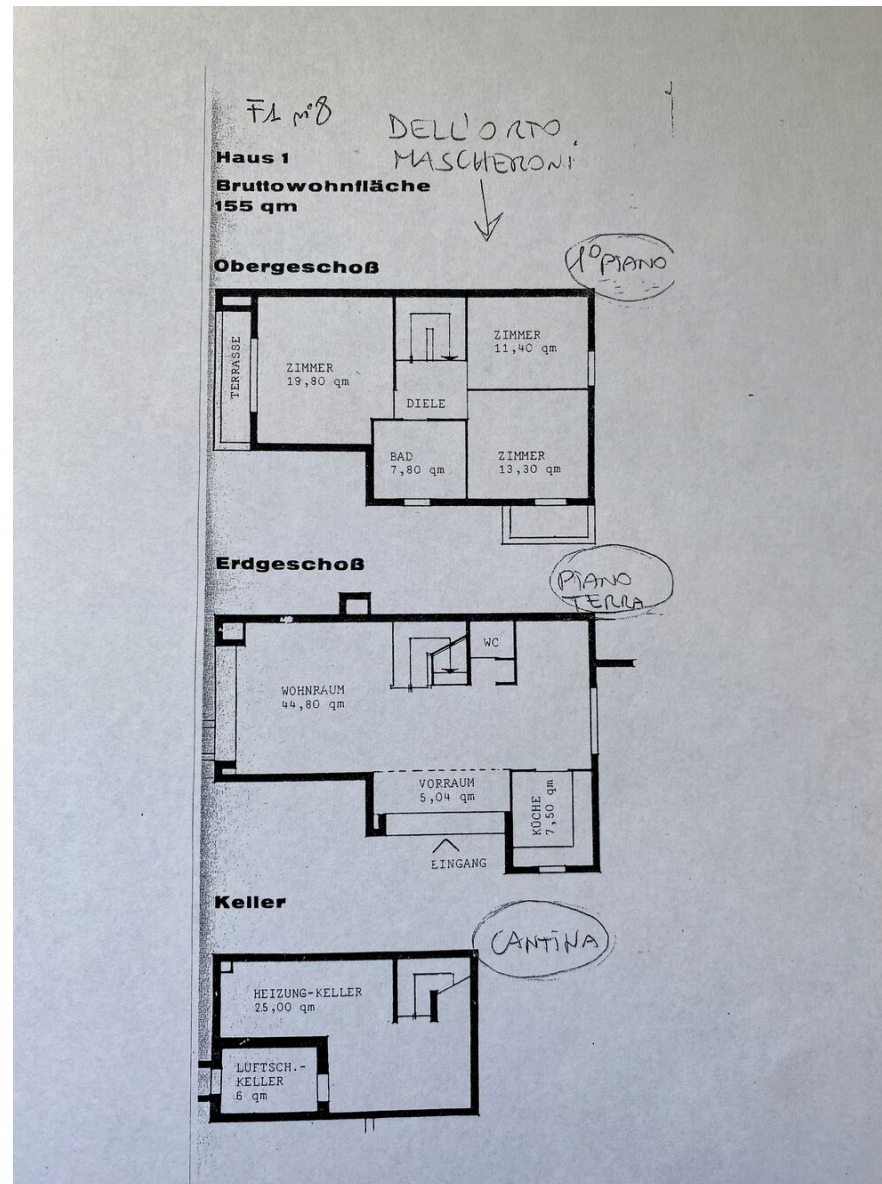 F1 n°8
DELL'ORTO
MASCHERONI
Haus 1
Bruttowohnfläche
155 qm
Obergeschoß
1° PIANO
TERRASSE
ZIMMER
19,80 qm
ZIMMER
11,40 qm
DIELE
BAD
7,80 qm
ZIMMER
13,30 qm
Erdgeschoß
PIANO
TERRA
WC
WOHNRAUM
44,80 qm
VORRAUM
5,04 qm
KÜCHE
7,50 qm
EINGANG
Keller
CANTINA
HEIZUNG-KELLER
25,00 qm
LUFTSCH.-
KELLER
6 qm